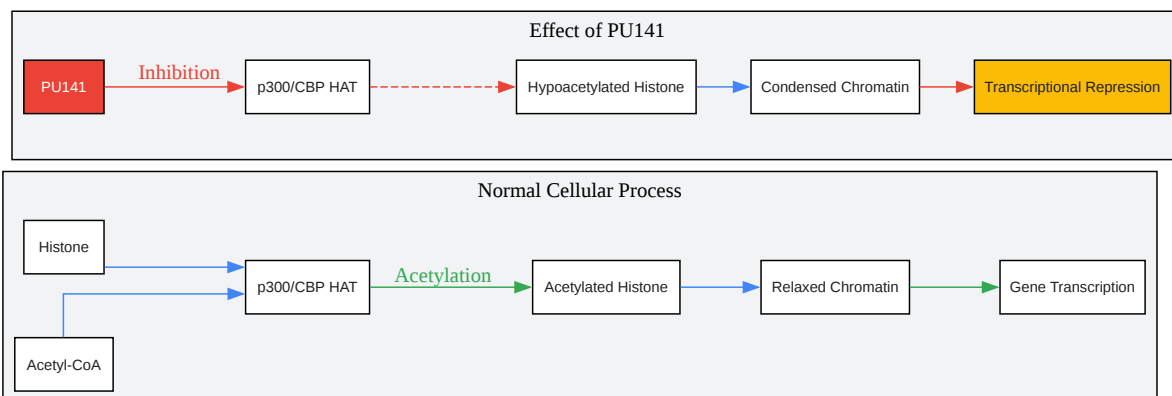 Effect of PU141
PU141
Inhibition
p300/CBP HAT
Hypoacetylated Histone
Condensed Chromatin
Transcriptional Repression
Normal Cellular Process
Histone
p300/CBP HAT
Acetylation
Acetylated Histone
Relaxed Chromatin
Gene Transcription
Acetyl-CoA